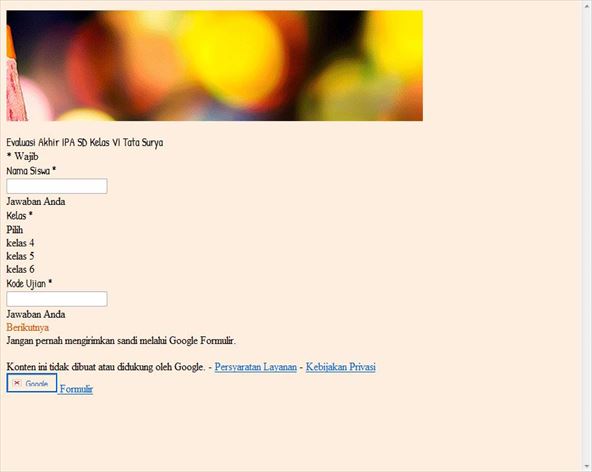 Evaluasi Akhir IPA SD Kelas VI Tata Surya
* Wajib
Nama Siswa *
Jawaban Anda
Kelas *
Pilih
kelas 4
kelas 5
kelas 6
Kode Ujian *
Jawaban Anda
Berikutnya
Jangan pernah mengirimkan sandi melalui Google Formulir.
Konten ini tidak dibuat atau didukung oleh Google. - Persyaratan Layanan - Kebijakan Privasi
Google Formulir